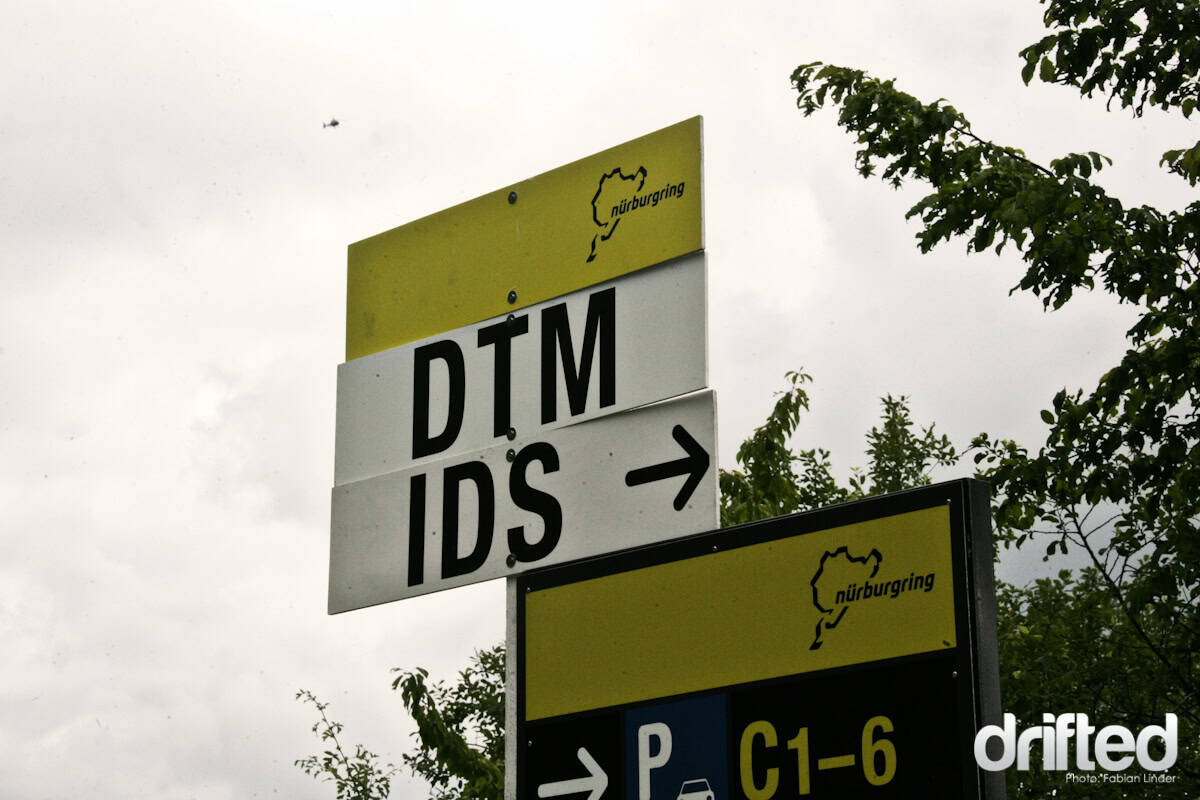 nürburgring
DTM
IDS →
nürburgring
→ P C1–6
drifted
Photo: Fabian Linder